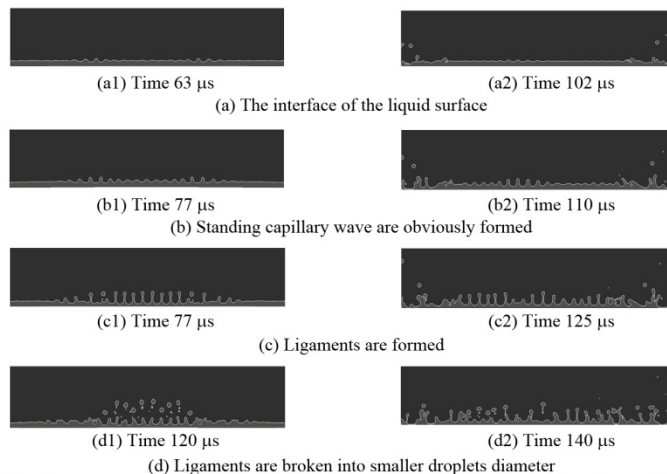 (a1) Time 63 μs
(a2) Time 102 μs
(a) The interface of the liquid surface
(b1) Time 77 μs
(b2) Time 110 μs
(b) Standing capillary wave are obviously formed
(c1) Time 77 μs
(c2) Time 125 μs
(c) Ligaments are formed
(d1) Time 120 μs
(d2) Time 140 μs
(d) Ligaments are broken into smaller droplets diameter